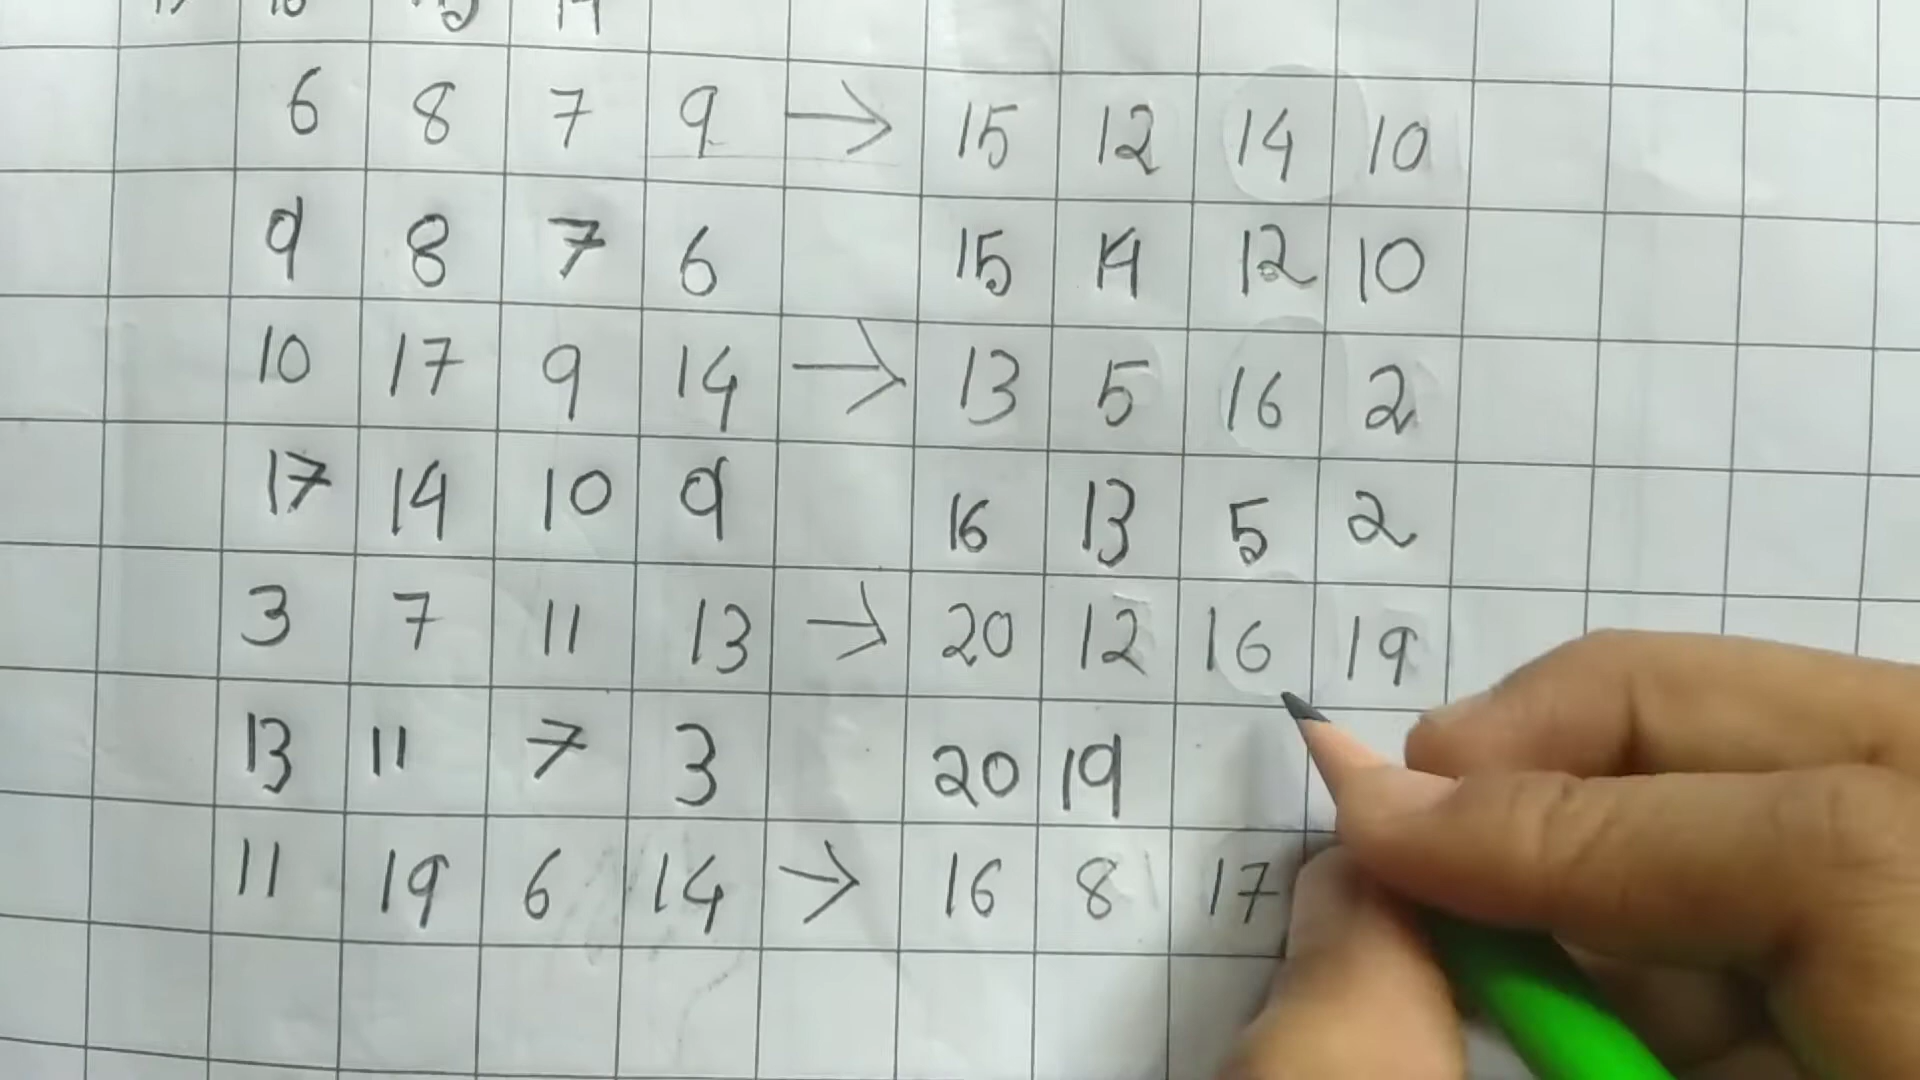 6 8 7 9 → 15 12 14 10
9 8 7 6 15 14 12 10
10 17 9 14 → 13 5 16 2
17 14 10 9 16 13 5 2
3 7 11 13 → 20 12 16 19
13 11 7 3 20 19
11 19 6 14 → 16 8 17